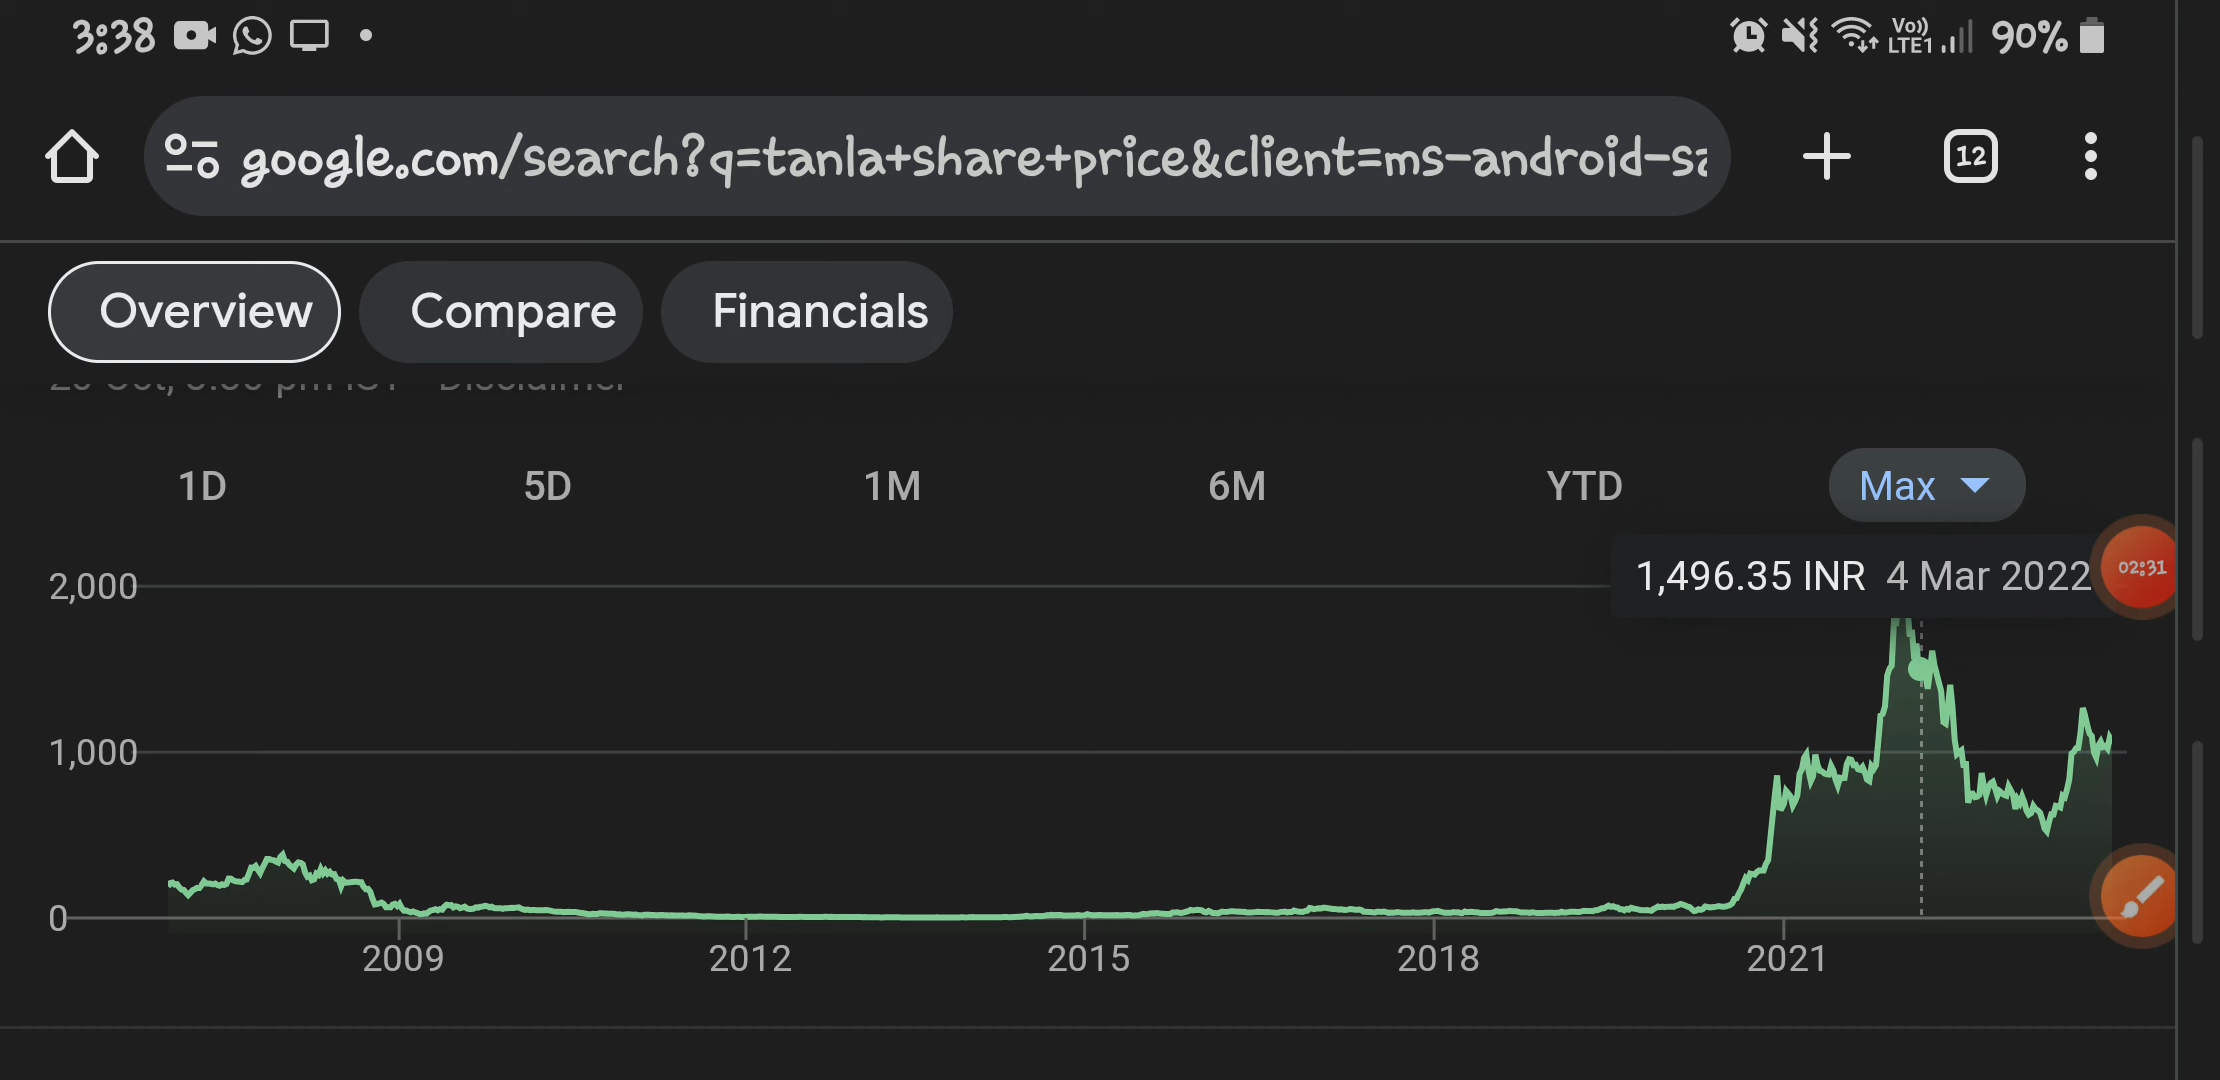 3:38 Vo)) LTE1 90%
google.com/search?q=tanla+share+price&client=ms-android-sa
12
Overview Compare Financials
Disclaimer
1D 5D 1M 6M YTD Max
1,496.35 INR 4 Mar 2022
02:31
2,000
1,000
0
2009 2012 2015 2018 2021